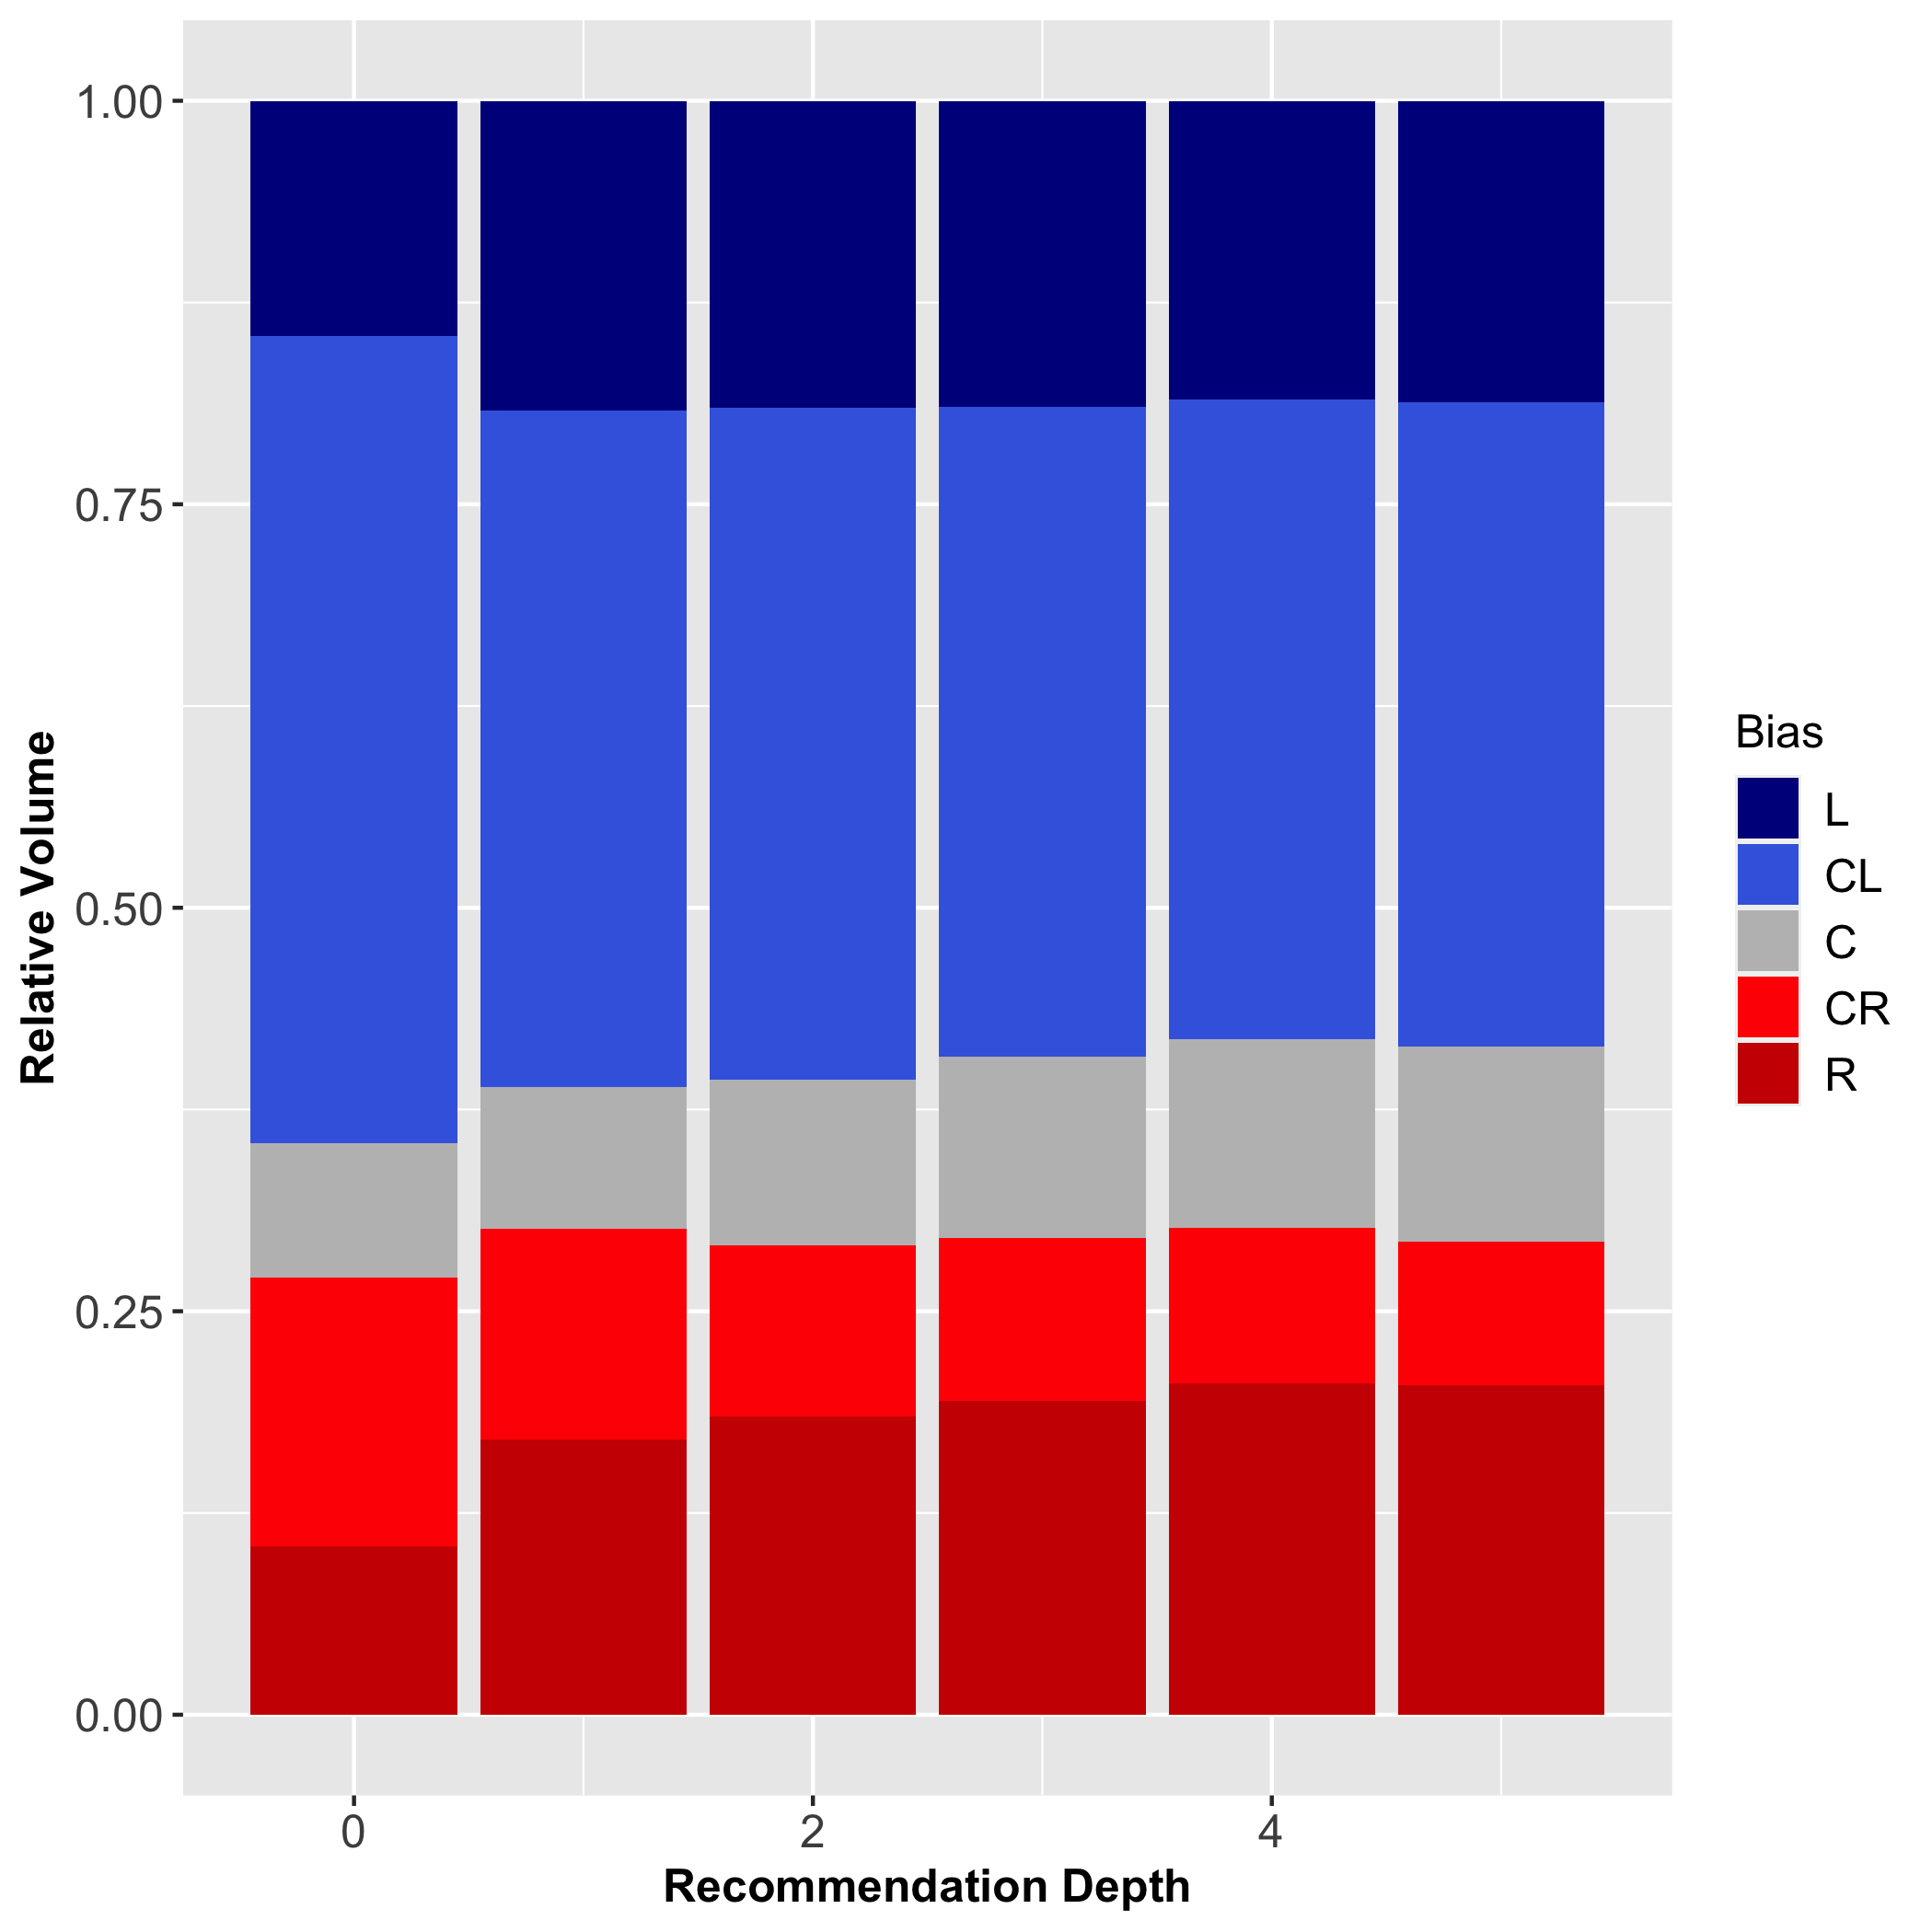 1.00
0.75
0.50
0.25
0.00
Relative Volume
0 2 4
Recommendation Depth
Bias
L
CL
C
CR
R